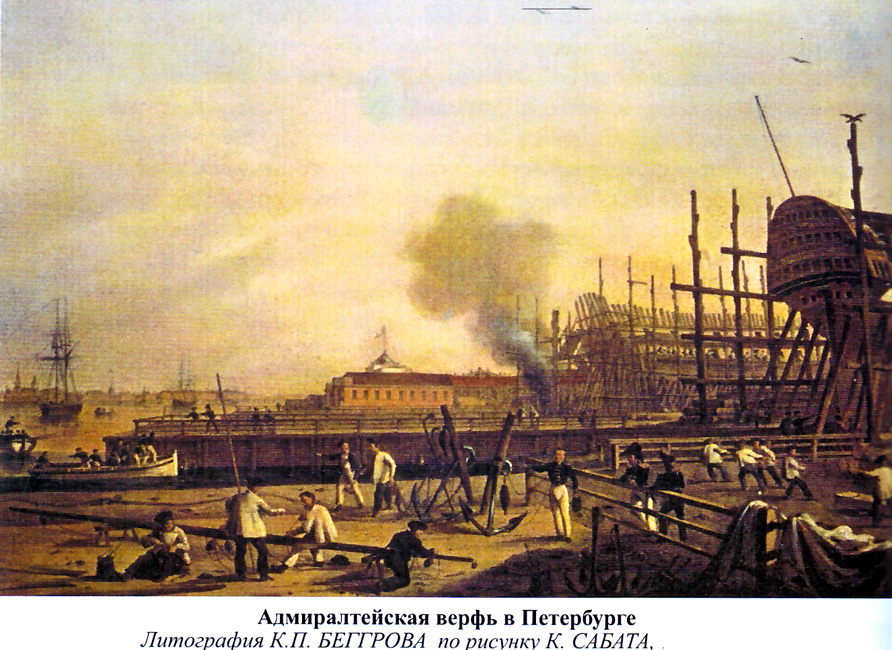 Адмиралтейская верфь в Петербурге
Литография К.П. БЕГГРОВА по рисунку К. САБАТА,